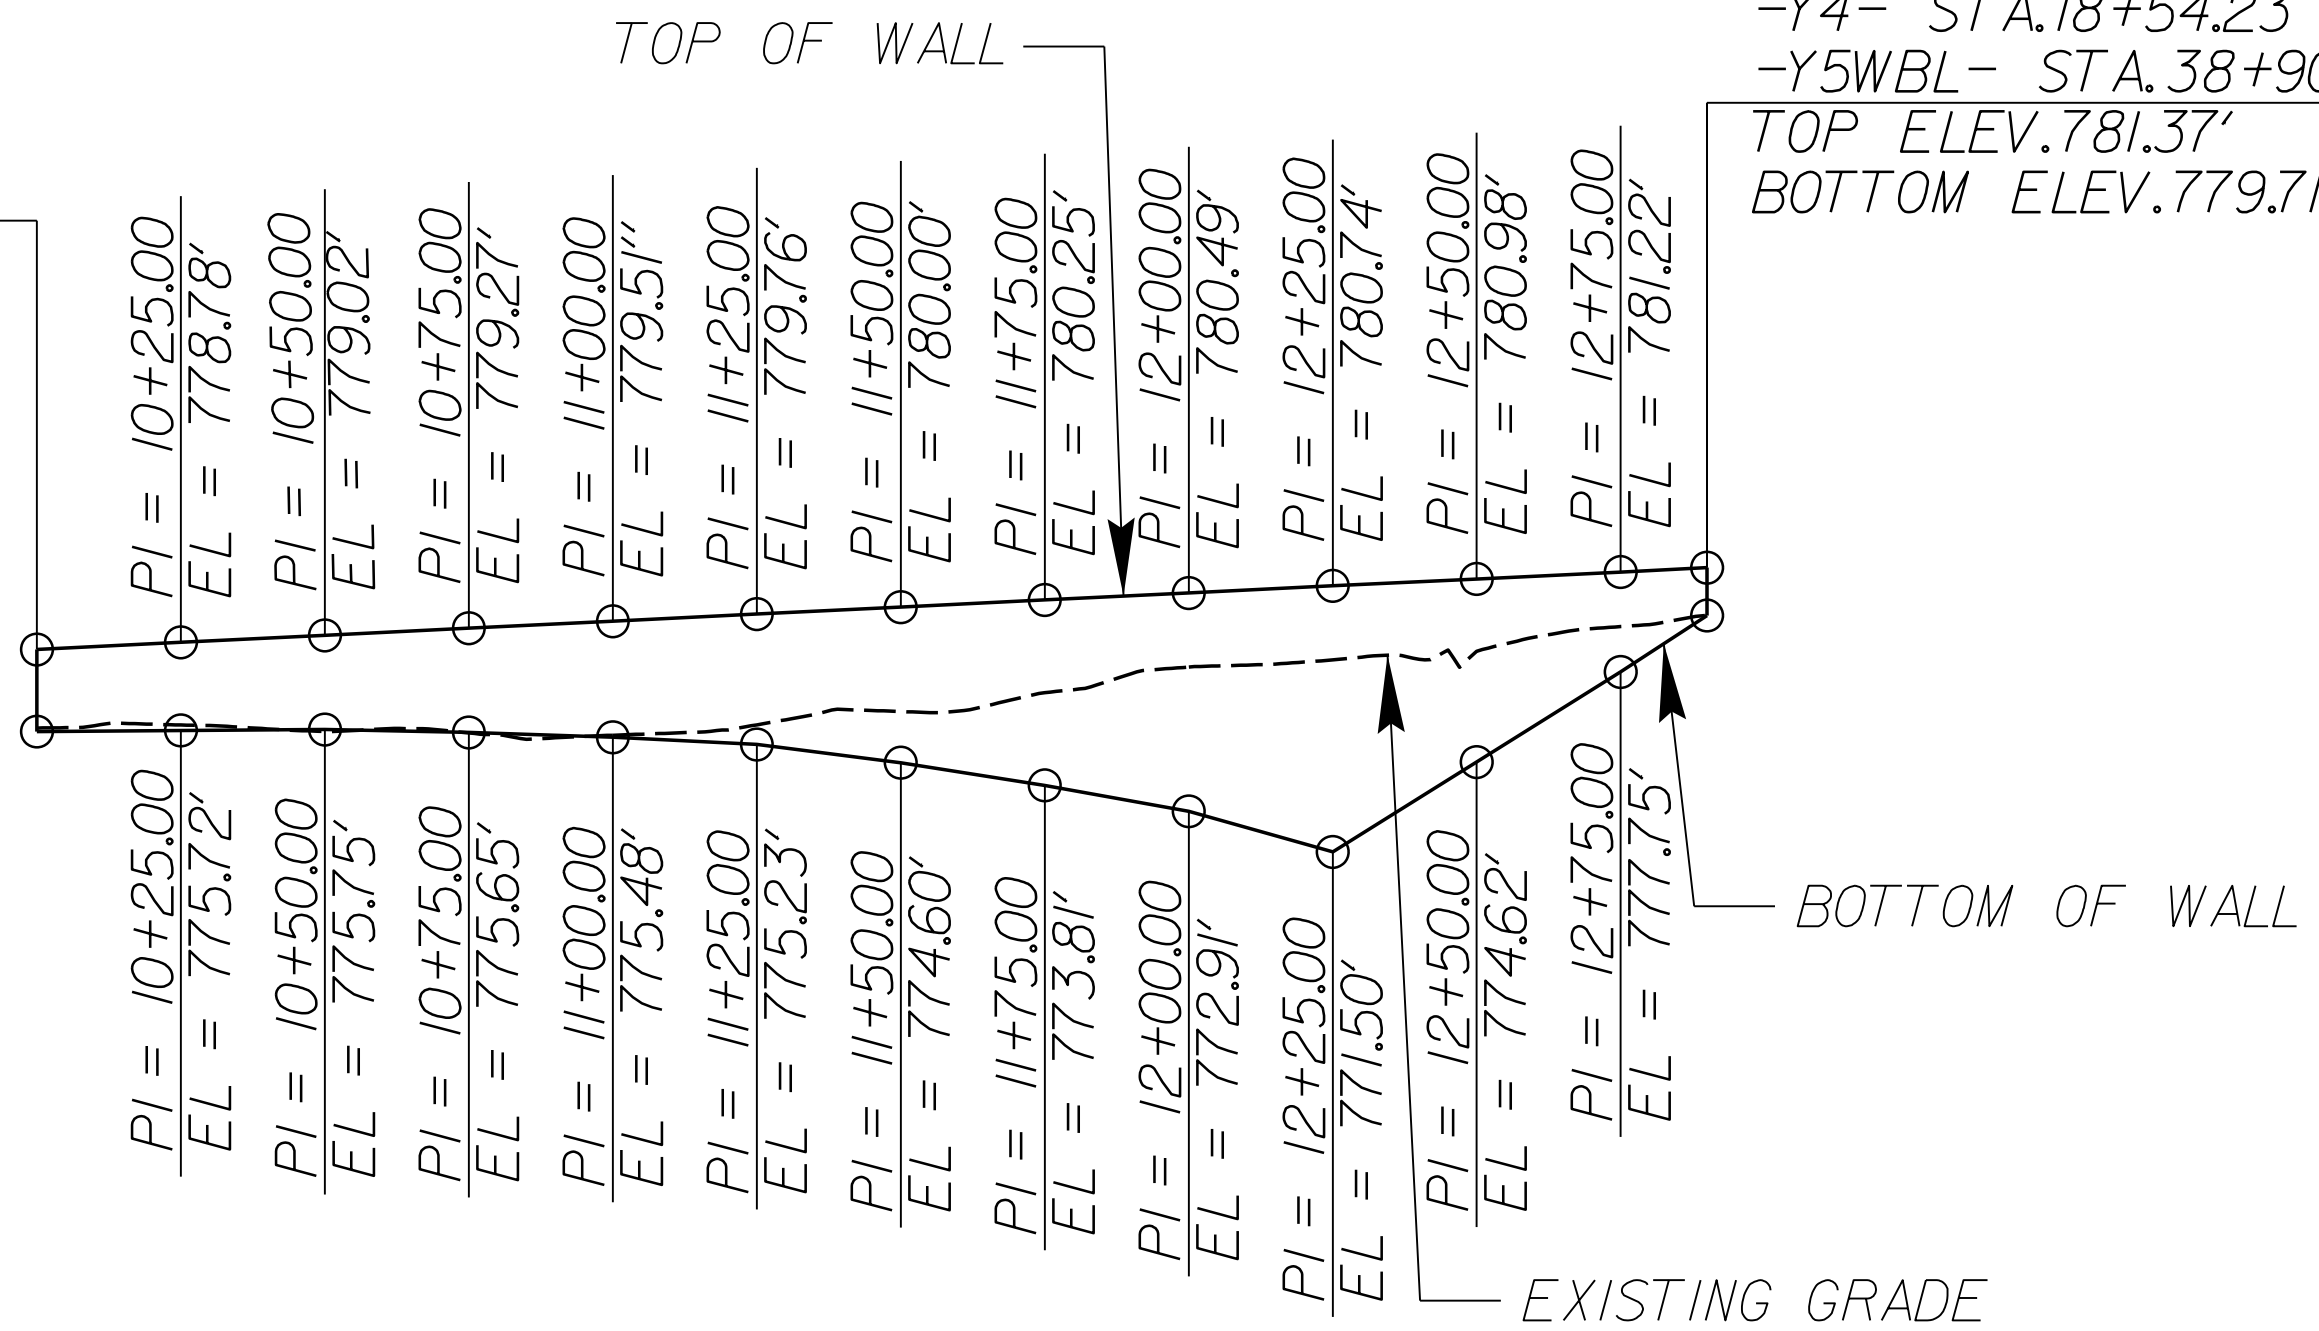 TOP OF WALL
-Y4- STA. 18+54.23
-Y5WBL- STA. 38+90
TOP ELEV. 781.37'
BOTTOM ELEV. 779.71
PI = 10+25.00
EL = 778.78'
PI = 10+50.00
EL = 779.02'
PI = 10+75.00
EL = 779.27'
PI = 11+00.00
EL = 779.51''
PI = 11+25.00
EL = 779.76'
PI = 11+50.00
EL = 780.00'
PI = 11+75.00
EL = 780.25'
PI = 12+00.00
EL = 780.49'
PI = 12+25.00
EL = 780.74'
PI = 12+50.00
EL = 780.98'
PI = 12+75.00
EL = 781.22'
PI = 10+25.00
EL = 775.72'
PI = 10+50.00
EL = 775.75'
PI = 10+75.00
EL = 775.65'
PI = 11+00.00
EL = 775.48'
PI = 11+25.00
EL = 775.23'
PI = 11+50.00
EL = 774.60'
PI = 11+75.00
EL = 773.81'
PI = 12+00.00
EL = 772.91'
PI = 12+25.00
EL = 771.50'
PI = 12+50.00
EL = 774.62'
PI = 12+75.00
EL = 777.75'
BOTTOM OF WALL
EXISTING GRADE